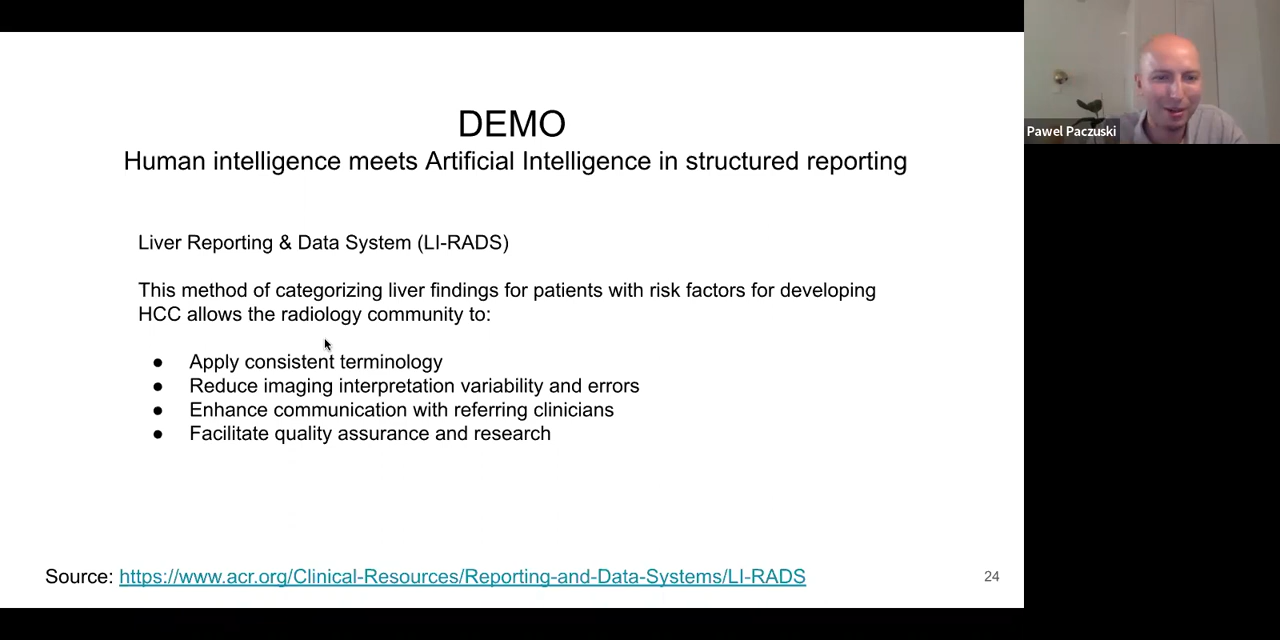 DEMO
Human intelligence meets Artificial Intelligence in structured reporting
Liver Reporting & Data System (LI-RADS)
This method of categorizing liver findings for patients with risk factors for developing
HCC allows the radiology community to:
● Apply consistent terminology
● Reduce imaging interpretation variability and errors
● Enhance communication with referring clinicians
● Facilitate quality assurance and research
Source: https://www.acr.org/Clinical-Resources/Reporting-and-Data-Systems/LI-RADS
24
Pawel Paczuski